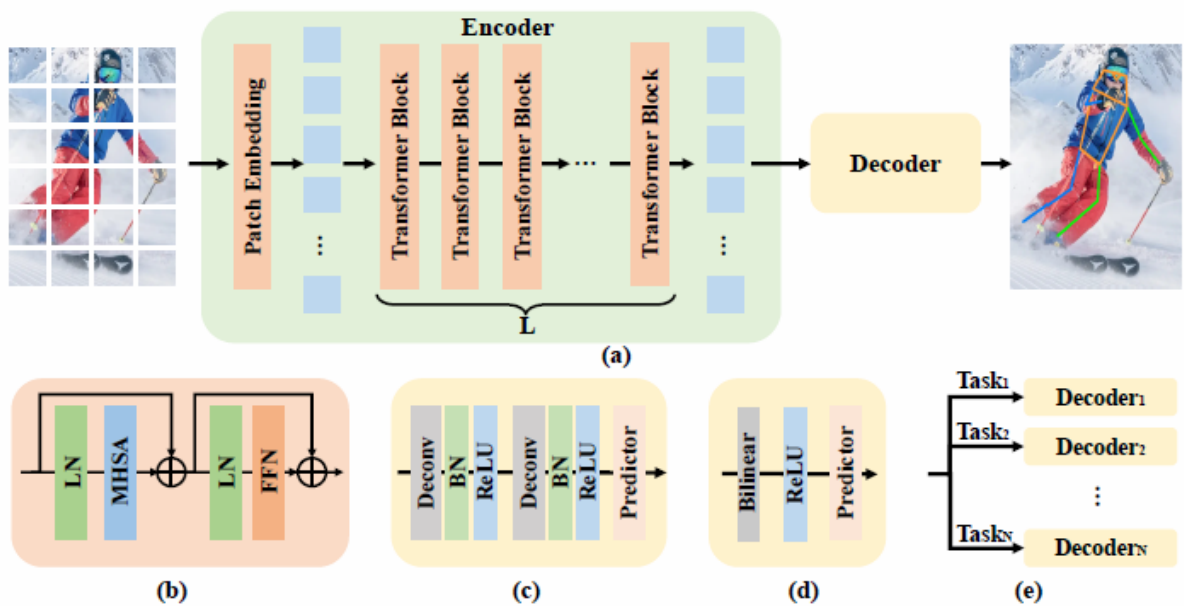 Encoder
Patch Embedding
...
Transformer Block
Transformer Block
Transformer Block
...
Transformer Block
...
L
Decoder
(a)
LN
MHSA
LN
FFN
(b)
Deconv
BN
ReLU
Deconv
BN
ReLU
Predictor
(c)
Bilinear
ReLU
Predictor
(d)
Task1
Decoder1
Task2
Decoder2
...
TaskN
DecoderN
(e)